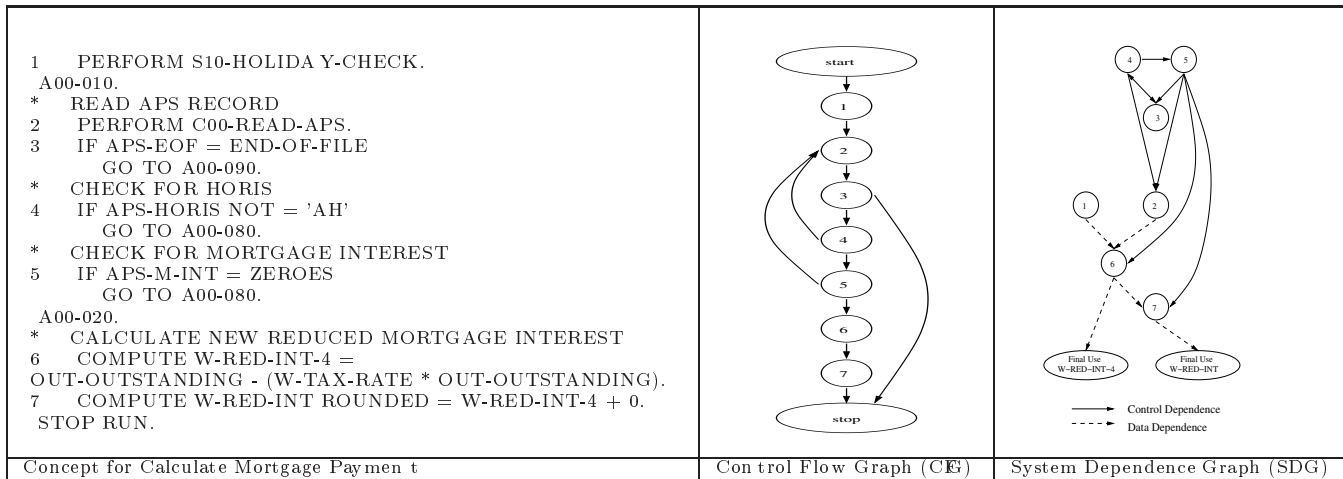 1 PERFORM S10-HOLIDA Y-CHECK.
A00-010.
* READ APS RECORD
2 PERFORM C00-READ-APS.
3 IF APS-EOF = END-OF-FILE
GO TO A00-090.
* CHECK FOR HORIS
4 IF APS-HORIS NOT = 'AH'
GO TO A00-080.
* CHECK FOR MORTGAGE INTEREST
5 IF APS-M-INT = ZEROES
GO TO A00-080.
A00-020.
* CALCULATE NEW REDUCED MORTGAGE INTEREST
6 COMPUTE W-RED-INT-4 =
OUT-OUTSTANDING - (W-TAX-RATE * OUT-OUTSTANDING).
7 COMPUTE W-RED-INT ROUNDED = W-RED-INT-4 + 0.
STOP RUN.
Concept for Calculate Mortgage Paymen t
start
1
2
3
4
5
6
7
stop
Con trol Flow Graph (CFG)
4 5
3
1 2
6
7
Final Use
W-RED-INT-4
Final Use
W-RED-INT
Control Dependence
Data Dependence
System Dependence Graph (SDG)